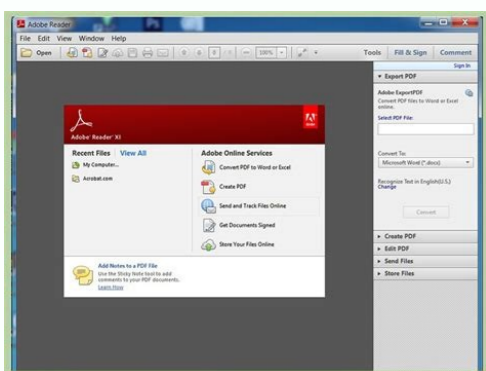 Adobe Reader
File Edit View Window Help
Open 100% Tools Fill & Sign Comment
Sign In
Export PDF
Adobe ExportPDF
Convert PDF files to Word or Excel
online.
Select PDF File:
Convert To:
Microsoft Word (*.docx)
Recognize Text in English(U.S.)
Change
Convert
Create PDF
Edit PDF
Send Files
Store Files
Adobe Reader XI
Recent Files View All
My Computer...
Acrobat.com
Adobe Online Services
Convert PDF to Word or Excel
Create PDF
Send and Track Files Online
Get Documents Signed
Store Your Files Online
Add Notes to a PDF File
Use the Sticky Note tool to add
comments to your PDF documents.
Learn How